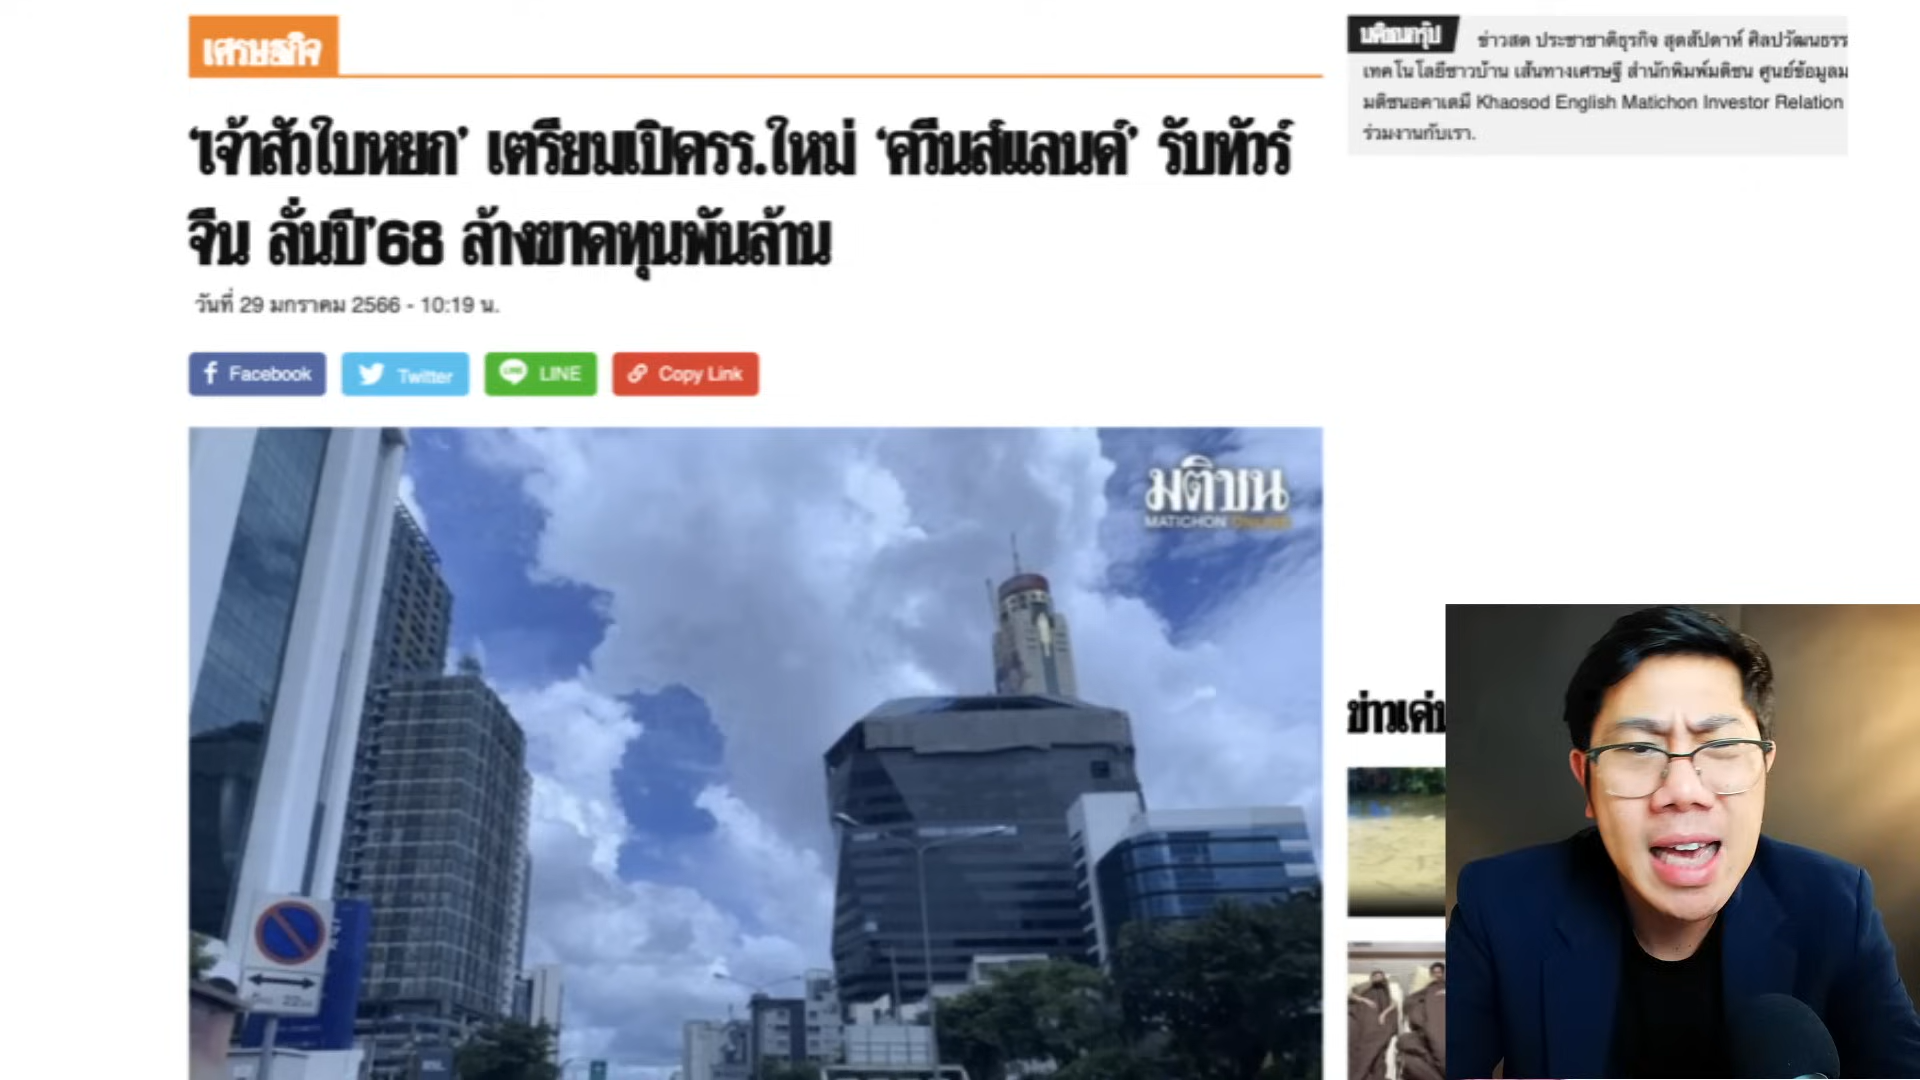 เศรษฐกิจ
‘เจ้าสัวใบหยก’ เตรียมเปิดรร.ใหม่ ‘ควีนส์แลนด์’ รับทัวร์
จีน ลั่นปี’68 ล้างขาดทุนพันล้าน
วันที่ 29 มกราคม 2566 - 10:19 น.
Facebook
Twitter
LINE
Copy Link
มติชน
MATICHON ONLINE
มติชนกรุ๊ป
ข่าวสด ประชาชาติธุรกิจ สุดสัปดาห์ ศิลปวัฒนธรร
เทคโนโลยีชาวบ้าน เส้นทางเศรษฐี สำนักพิมพ์มติชน ศูนย์ข้อมูลม
มติชนอคาเดมี Khaosod English Matichon Investor Relation
ร่วมงานกับเรา.
ข่าวเด่น